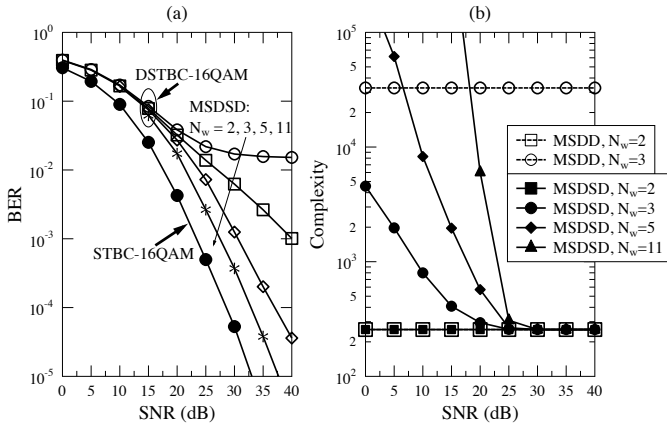 (a)
(b)
10^0
10^-1
10^-2
10^-3
10^-4
10^-5
BER
DSTBC-16QAM
MSDSD:
N_w = 2, 3, 5, 11
STBC-16QAM
0 5 10 15 20 25 30 35 40
SNR (dB)
5
2
10^5
5
2
10^4
5
2
10^3
5
2
10^2
Complexity
MSDD, N_w=2
MSDD, N_w=3
MSDSD, N_w=2
MSDSD, N_w=3
MSDSD, N_w=5
MSDSD, N_w=11
0 5 10 15 20 25 30 35 40
SNR (dB)